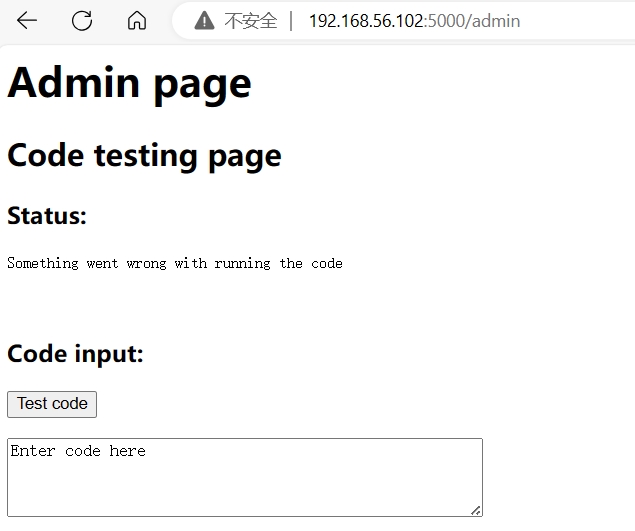 不安全 | 192.168.56.102:5000/admin
Admin page
Code testing page
Status:
Something went wrong with running the code
Code input:
Test code
Enter code here